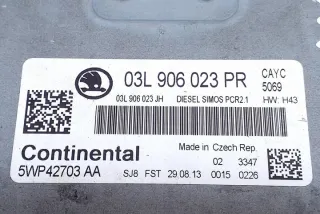 03L 906 023 PR CAYC
5069
03L 906 023 JH DIESEL SIMOS PCR2.1 HW: H43
Continental Made in Czech Rep.
5WP42703 AA 02 3347
SJ8 FST 29.08.13 0015 0226